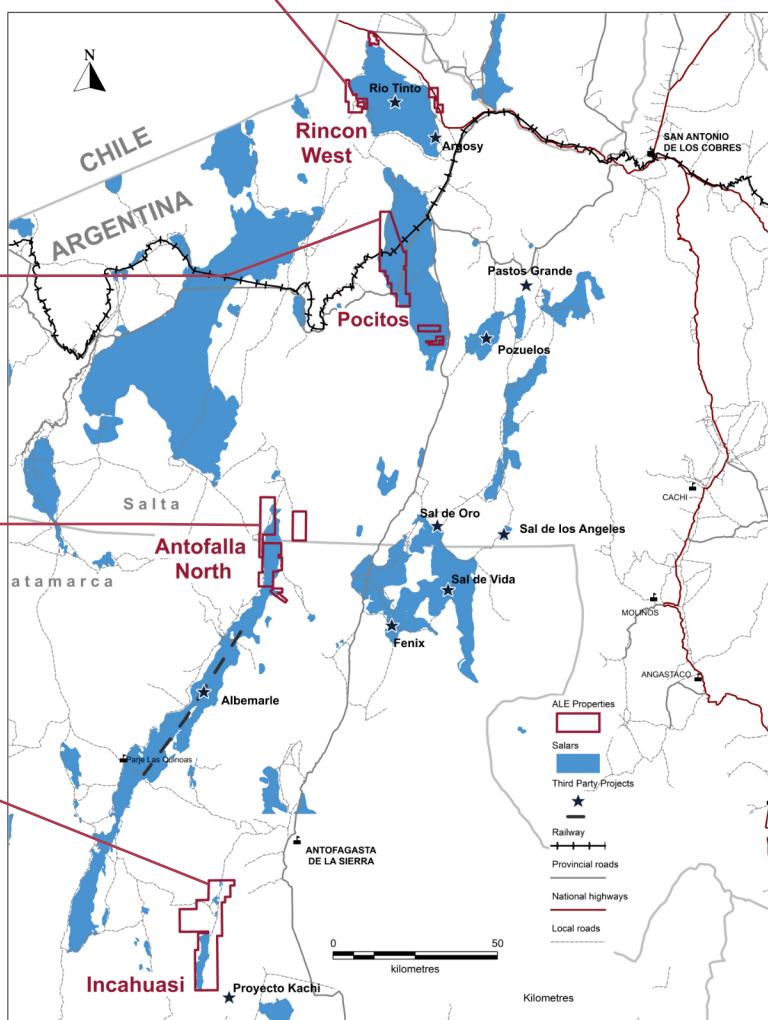 N
CHILE
ARGENTINA
Rio Tinto
Rincon
West
Argosy
SAN ANTONIO
DE LOS COBRES
Pastos Grande
Pocitos
Pozuelos
Salta
CACHI
Sal de Oro
Sal de los Angeles
Antofalla
North
atamarca
Sal de Vida
MOLINOS
Fenix
ANGASTACO
Albemarle
ALE Properties
Salars
Parje Las Quinoas
Third Party Projects
Railway
ANTOFAGASTA
DE LA SIERRA
Provincial roads
National highways
Local roads
0
50
kilometres
Incahuasi
Proyecto Kachi
Kilometres